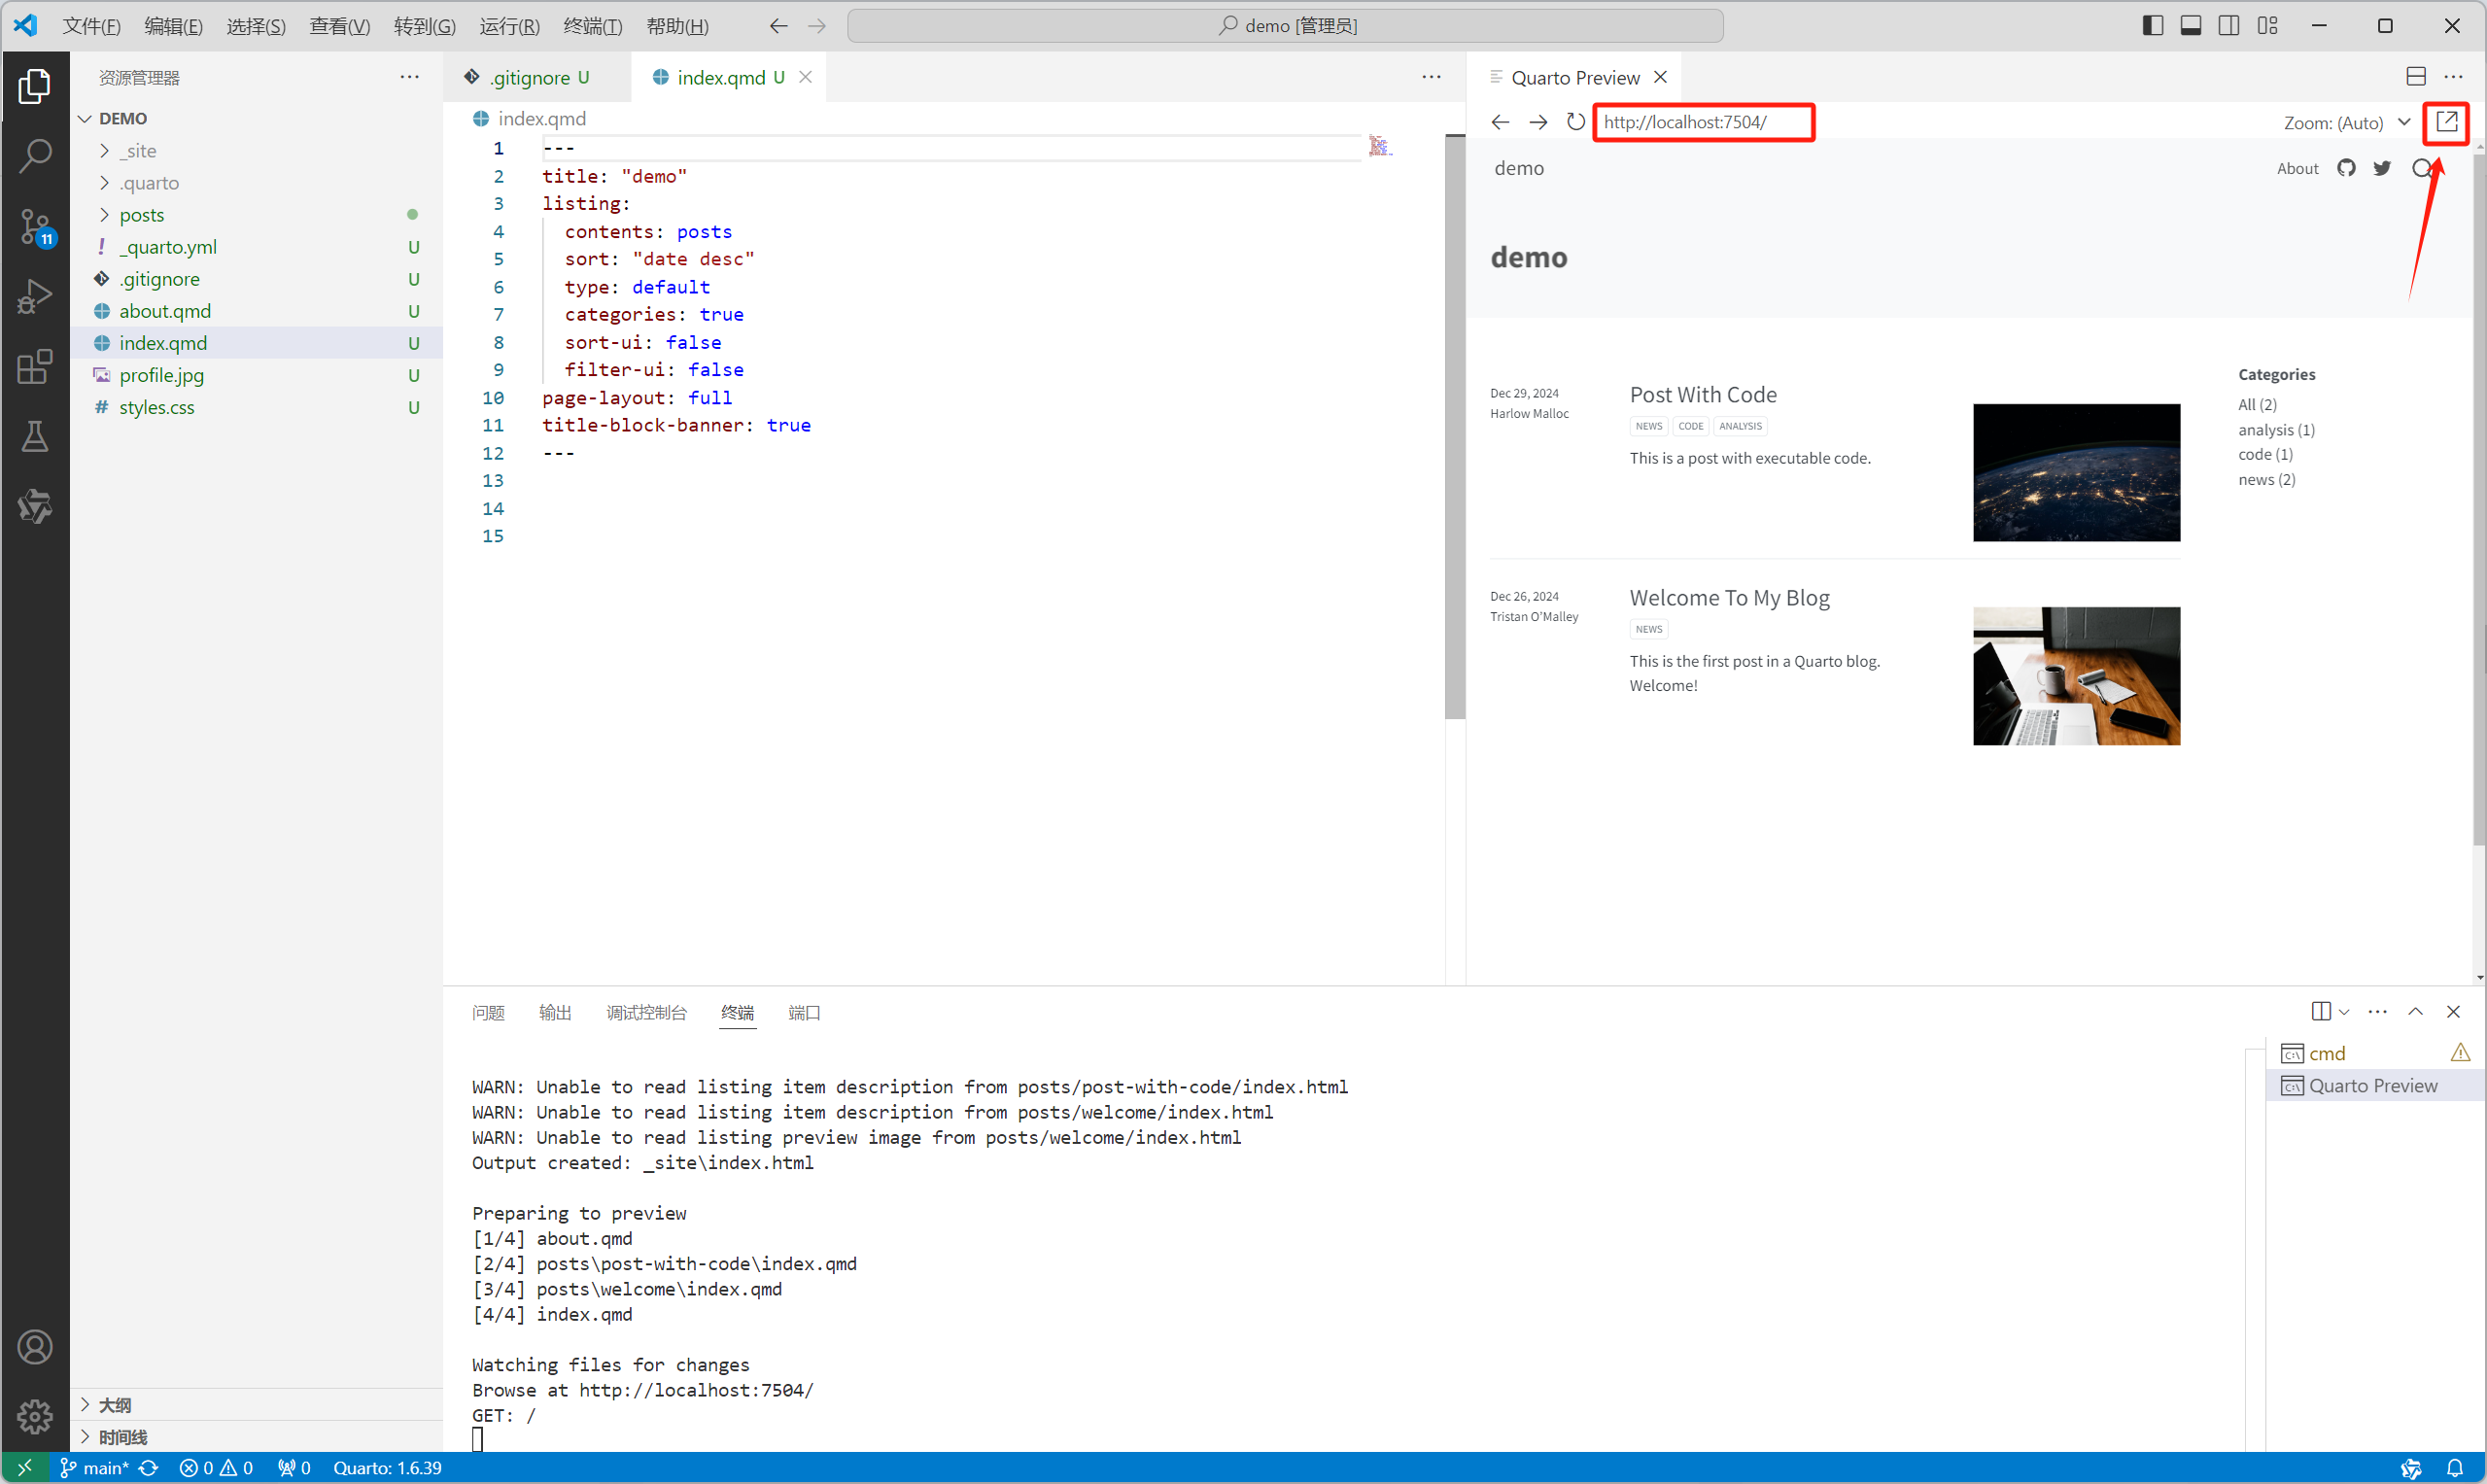 文件(F) 编辑(E) 选择(S) 查看(V) 转到(G) 运行(R) 终端(T) 帮助(H)
demo [管理员]
资源管理器
DEMO
_site
.quarto
posts
_quarto.yml U
.gitignore U
about.qmd U
index.qmd U
profile.jpg U
styles.css U
大纲
时间线
11
.gitignore U
index.qmd U
index.qmd
1 ---
2 title: "demo"
3 listing:
4 contents: posts
5 sort: "date desc"
6 type: default
7 categories: true
8 sort-ui: false
9 filter-ui: false
10 page-layout: full
11 title-block-banner: true
12 ---
13
14
15
Quarto Preview
http://localhost:7504/
Zoom: (Auto)
demo
About
demo
Dec 29, 2024
Harlow Malloc
Post With Code
NEWS CODE ANALYSIS
This is a post with executable code.
Dec 26, 2024
Tristan O'Malley
Welcome To My Blog
NEWS
This is the first post in a Quarto blog.
Welcome!
Categories
All (2)
analysis (1)
code (1)
news (2)
问题 输出 调试控制台 终端 端口
WARN: Unable to read listing item description from posts/post-with-code/index.html
WARN: Unable to read listing item description from posts/welcome/index.html
WARN: Unable to read listing preview image from posts/welcome/index.html
Output created: _site\index.html
Preparing to preview
[1/4] about.qmd
[2/4] posts\post-with-code\index.qmd
[3/4] posts\welcome\index.qmd
[4/4] index.qmd
Watching files for changes
Browse at http://localhost:7504/
GET: /
cmd
Quarto Preview
main* 0 0 0 Quarto: 1.6.39